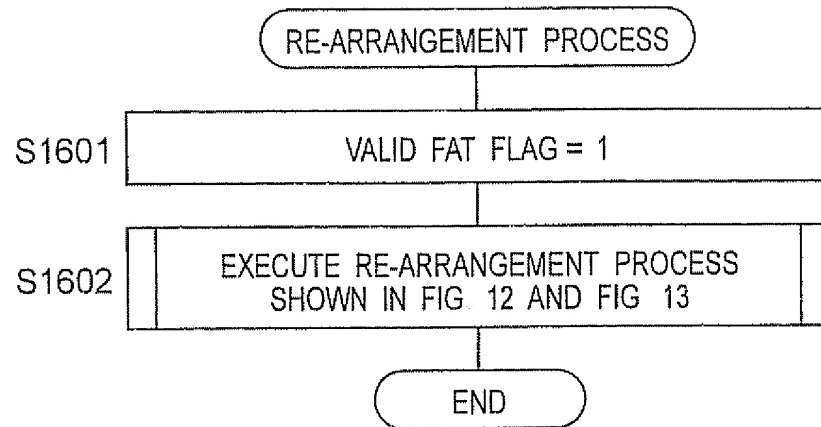 RE-ARRANGEMENT PROCESS
S1601
VALID FAT FLAG = 1
S1602
EXECUTE RE-ARRANGEMENT PROCESS
SHOWN IN FIG. 12 AND FIG 13
END